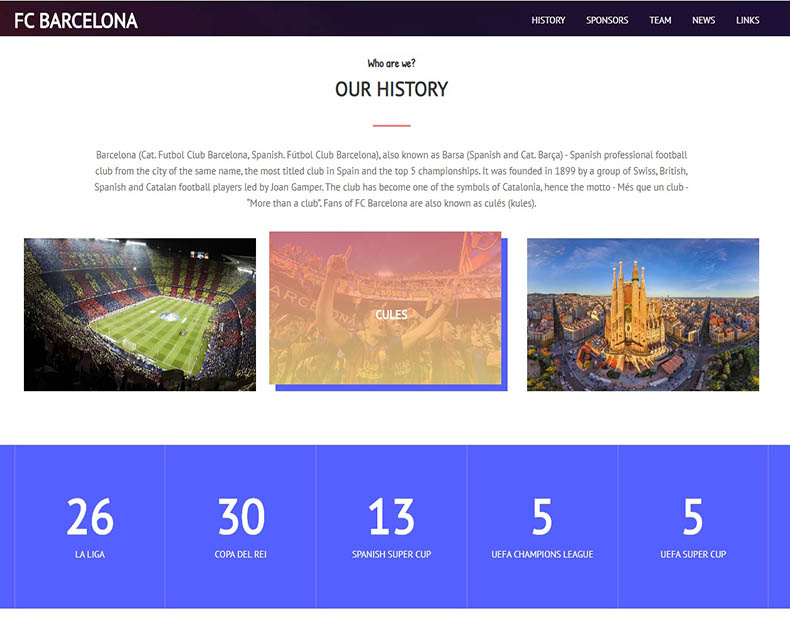 FC BARCELONA
HISTORY SPONSORS TEAM NEWS LINKS
Who are we?
OUR HISTORY
Barcelona (Cat. Futbol Club Barcelona, Spanish. Fútbol Club Barcelona), also known as Barsa (Spanish and Cat. Barça) - Spanish professional football
club from the city of the same name, the most titled club in Spain and the top 5 championships. It was founded in 1899 by a group of Swiss, British,
Spanish and Catalan football players led by Joan Gamper. The club has become one of the symbols of Catalonia, hence the motto - Més que un club -
"More than a club". Fans of FC Barcelona are also known as culés (kules).
CULES
26 30 13 5 5
LA LIGA COPA DEL REI SPANISH SUPER CUP UEFA CHAMPIONS LEAGUE UEFA SUPER CUP